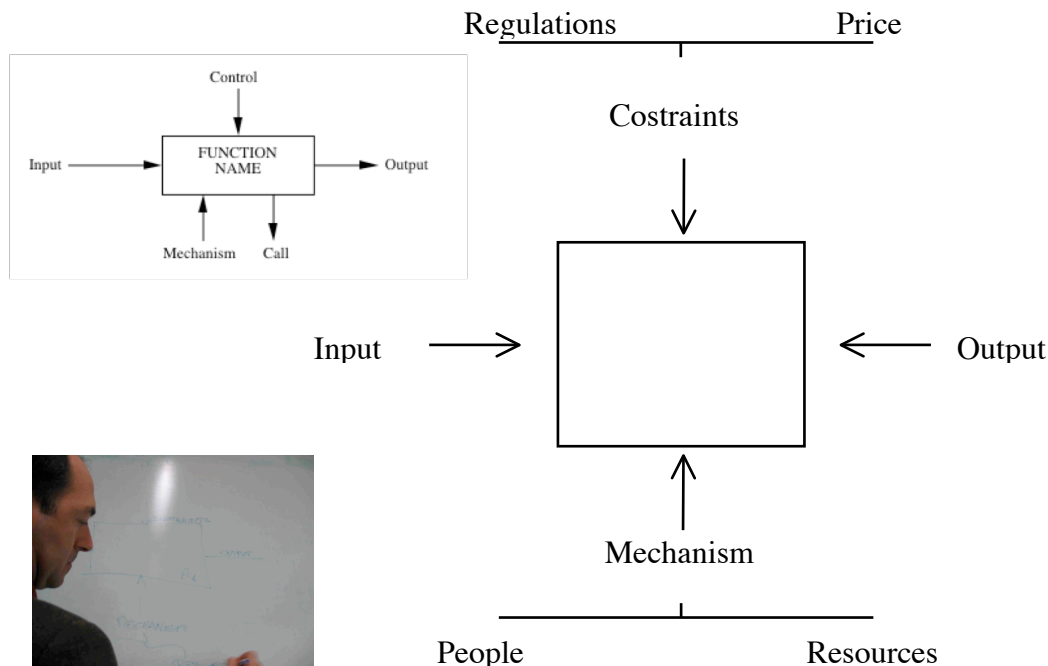 Regulations Price
Costraints
Input Output
Mechanism
People Resources
Control
Input FUNCTION NAME Output
Mechanism Call